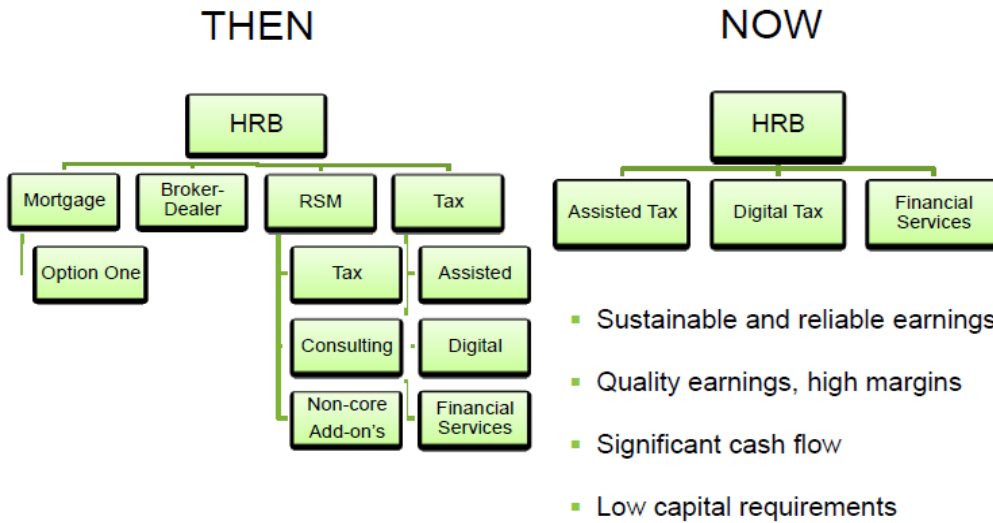 THEN
HRB
Mortgage
Broker-
Dealer
RSM
Tax
Option One
Tax
Assisted
Consulting
Digital
Non-core
Add-on's
Financial
Services
NOW
HRB
Assisted Tax
Digital Tax
Financial
Services
▪ Sustainable and reliable earnings
▪ Quality earnings, high margins
▪ Significant cash flow
▪ Low capital requirements